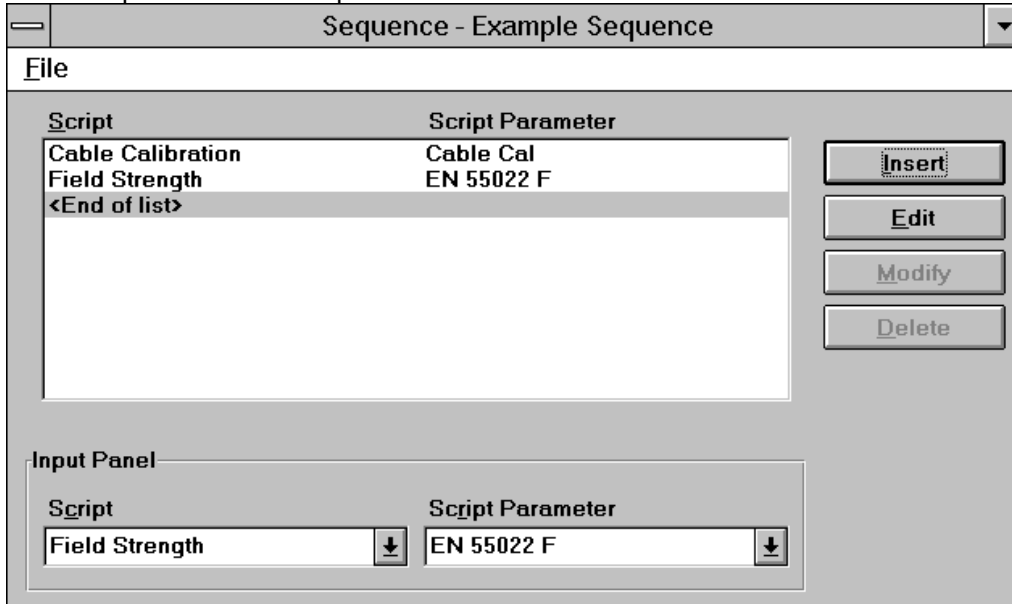 Sequence - Example Sequence
File
Script Script Parameter
Cable Calibration Cable Cal
Field Strength EN 55022 F
<End of list>
Insert
Edit
Modify
Delete
Input Panel
Script Script Parameter
Field Strength EN 55022 F